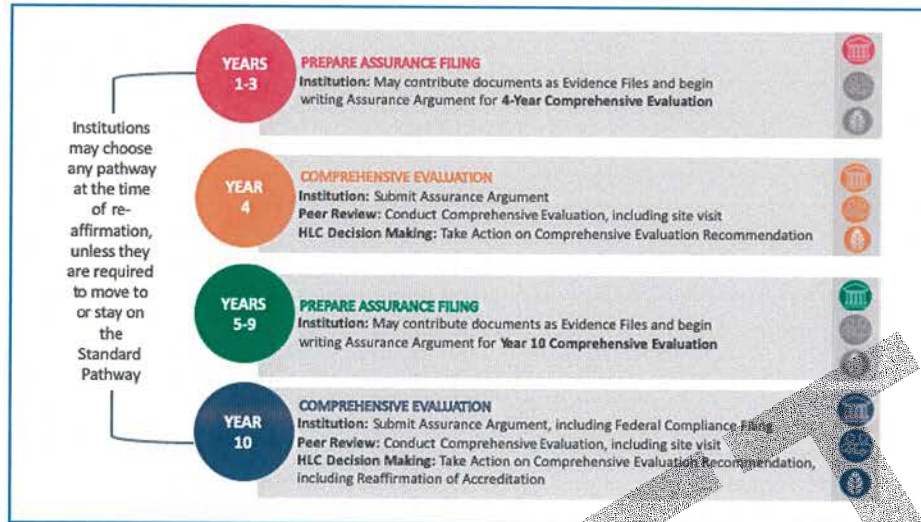 Institutions
may choose
any pathway
at the time
of re-
affirmation,
unless they
are required
to move to
or stay on
the
Standard
Pathway
YEARS
1-3
PREPARE ASSURANCE FILING
Institution: May contribute documents as Evidence Files and begin
writing Assurance Argument for 4-Year Comprehensive Evaluation
YEAR
4
COMPREHENSIVE EVALUATION
Institution: Submit Assurance Argument
Peer Review: Conduct Comprehensive Evaluation, including site visit
HLC Decision Making: Take Action on Comprehensive Evaluation Recommendation
YEARS
5-9
PREPARE ASSURANCE FILING
Institution: May contribute documents as Evidence Files and begin
writing Assurance Argument for Year 10 Comprehensive Evaluation
YEAR
10
COMPREHENSIVE EVALUATION
Institution: Submit Assurance Argument, including Federal Compliance Filing
Peer Review: Conduct Comprehensive Evaluation, including site visit
HLC Decision Making: Take Action on Comprehensive Evaluation Recommendation,
including Reaffirmation of Accreditation